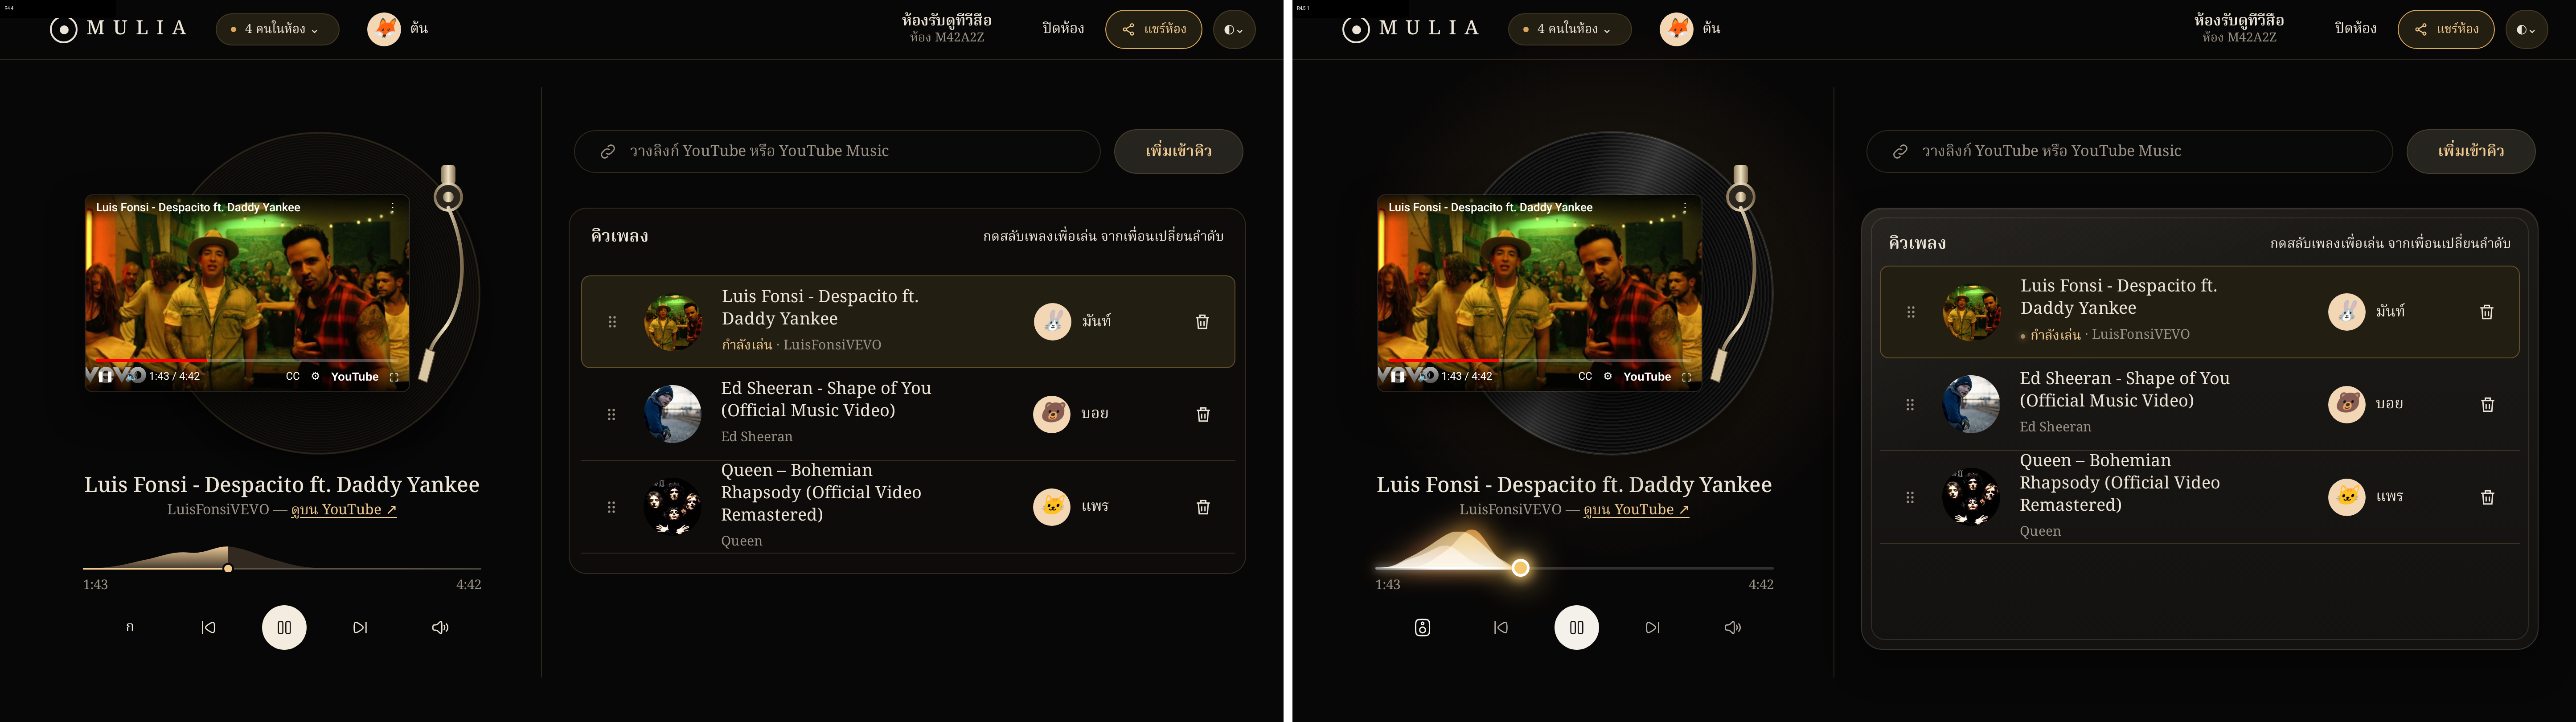 R44
MULIA
4 คนในห้อง
ต้น
ห้องรับดูทีวีสือ
ห้อง M42A2Z
ปิดห้อง
แชร์ห้อง
Luis Fonsi - Despacito ft. Daddy Yankee
vevo
1:43 / 4:42
CC
YouTube
Luis Fonsi - Despacito ft. Daddy Yankee
LuisFonsiVEVO — ดูบน YouTube ↗
1:43
4:42
ก
วางลิงก์ YouTube หรือ YouTube Music
เพิ่มเข้าคิว
คิวเพลง
กดสลับเพลงเพื่อเล่น จากเพื่อนเปลี่ยนลำดับ
Luis Fonsi - Despacito ft.
Daddy Yankee
กำลังเล่น · LuisFonsiVEVO
มันท์
Ed Sheeran - Shape of You
(Official Music Video)
Ed Sheeran
บอย
Queen – Bohemian
Rhapsody (Official Video
Remastered)
Queen
แพร
R45.1
MULIA
4 คนในห้อง
ต้น
ห้องรับดูทีวีสือ
ห้อง M42A2Z
ปิดห้อง
แชร์ห้อง
Luis Fonsi - Despacito ft. Daddy Yankee
vevo
1:43 / 4:42
CC
YouTube
Luis Fonsi - Despacito ft. Daddy Yankee
LuisFonsiVEVO — ดูบน YouTube ↗
1:43
4:42
วางลิงก์ YouTube หรือ YouTube Music
เพิ่มเข้าคิว
คิวเพลง
กดสลับเพลงเพื่อเล่น จากเพื่อนเปลี่ยนลำดับ
Luis Fonsi - Despacito ft.
Daddy Yankee
กำลังเล่น · LuisFonsiVEVO
มันท์
Ed Sheeran - Shape of You
(Official Music Video)
Ed Sheeran
บอย
Queen – Bohemian
Rhapsody (Official Video
Remastered)
Queen
แพร